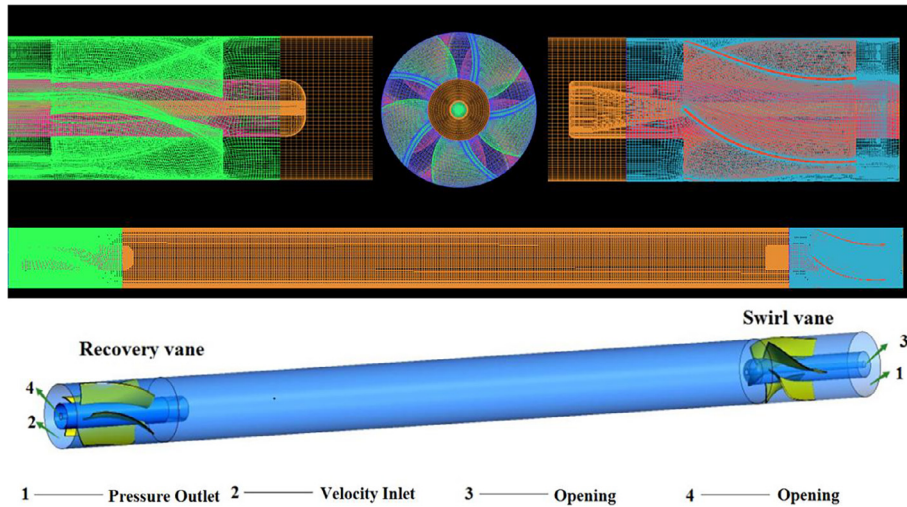 Swirl vane
Recovery vane
3
1
4
2
1 Pressure Outlet 2 Velocity Inlet 3 Opening 4 Opening